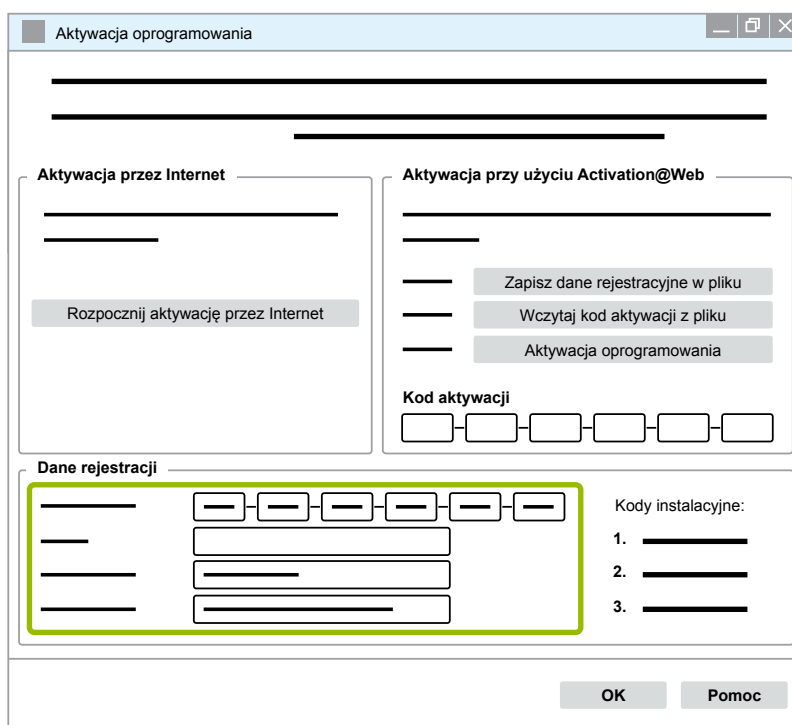 Aktywacja oprogramowania
Aktywacja przez Internet
Rozpocznij aktywację przez Internet
Aktywacja przy użyciu Activation@Web
Zapisz dane rejestracyjne w pliku
Wczytaj kod aktywacji z pliku
Aktywacja oprogramowania
Kod aktywacji
Dane rejestracji
Kody instalacyjne:
1.
2.
3.
OK
Pomoc